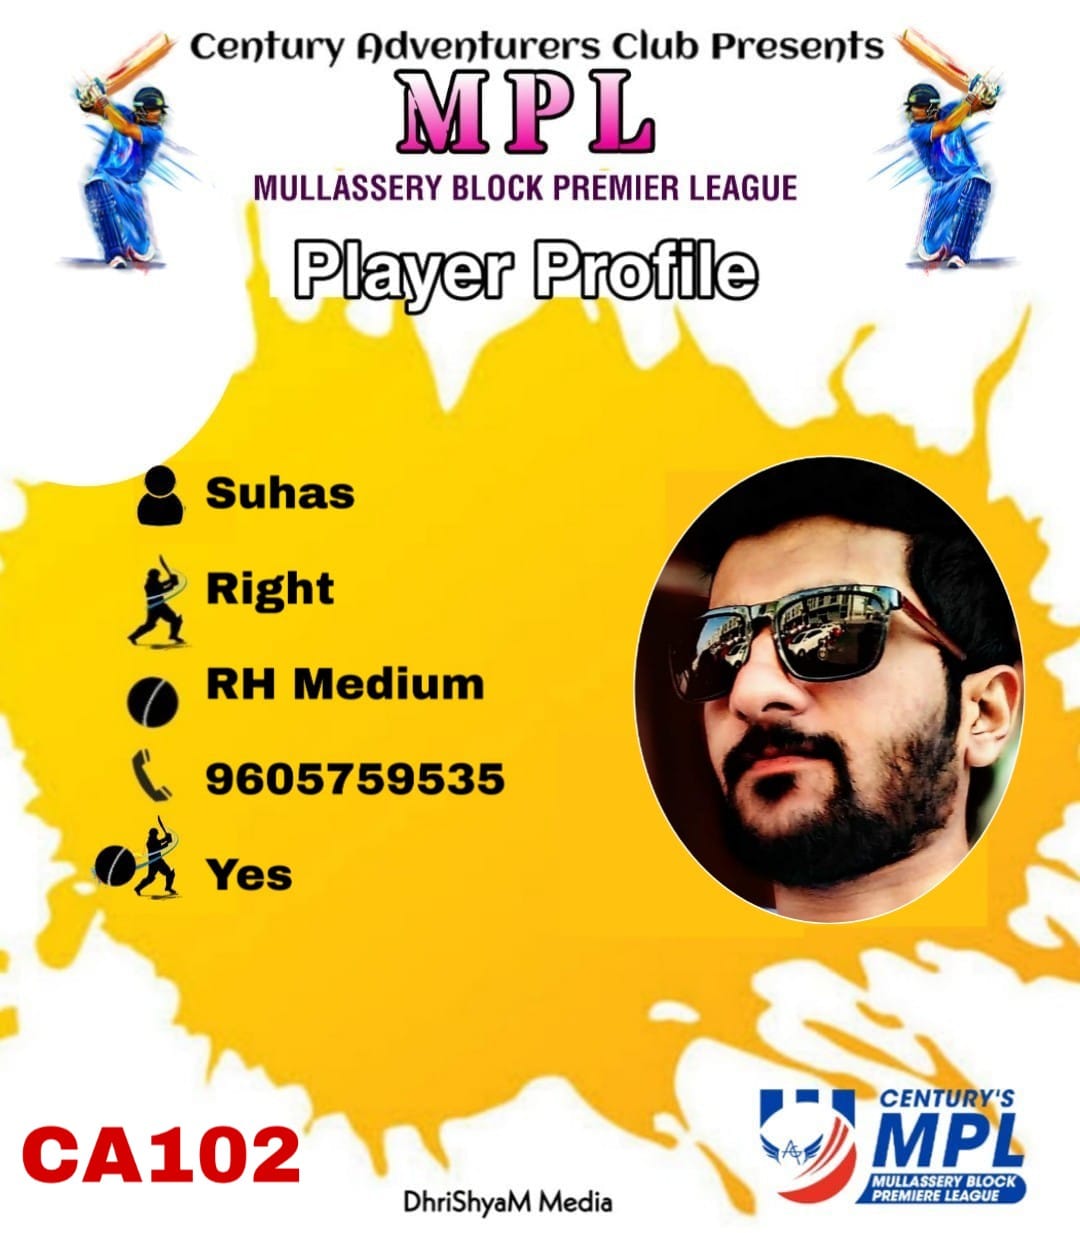 Century Adventurers Club Presents
MPL
MULLASSERY BLOCK PREMIER LEAGUE
Player Profile
Suhas
Right
RH Medium
9605759535
Yes
CA102
DhriShyaM Media
CENTURY'S
MPL
MULLASSERY BLOCK
PREMIERE LEAGUE